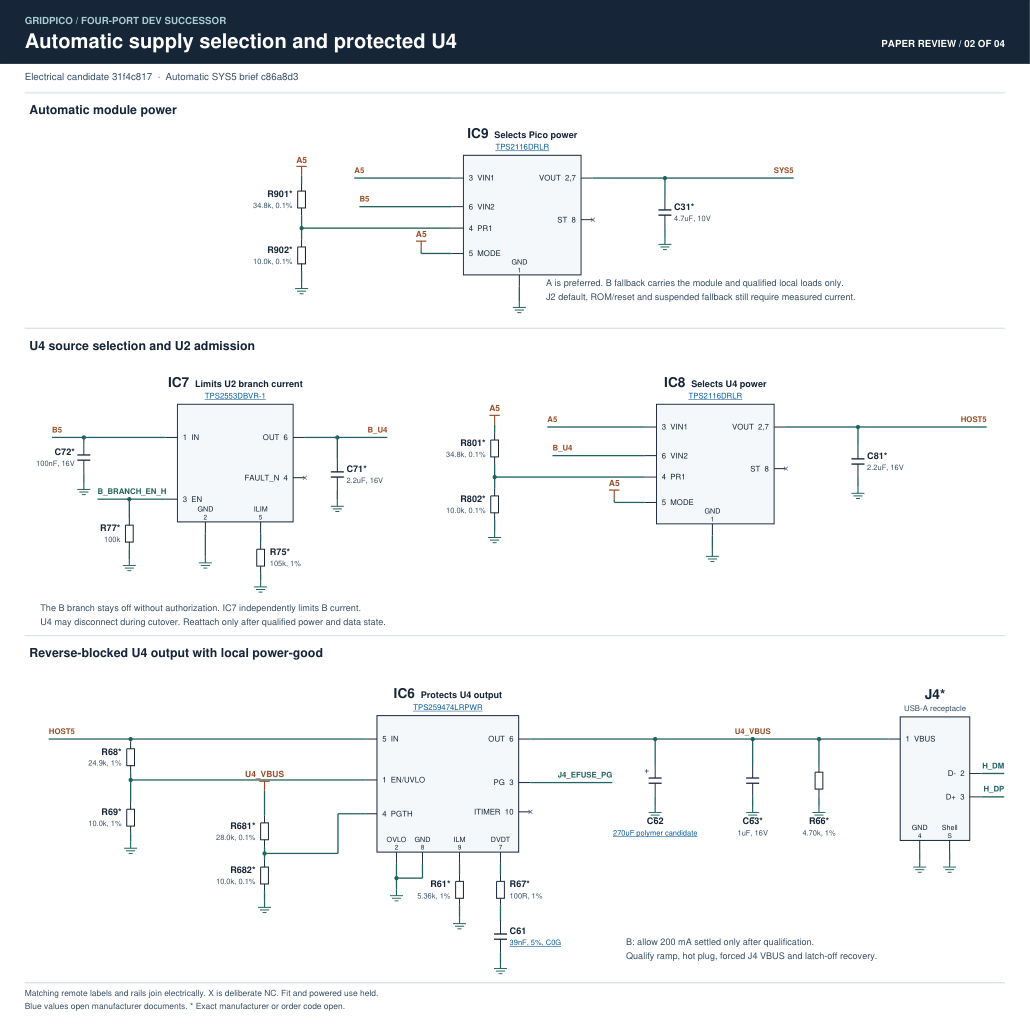 GRIDPICO / FOUR-PORT DEV SUCCESSOR
Automatic supply selection and protected U4
PAPER REVIEW / 02 OF 04
Electrical candidate 31f4c817 · Automatic SYS5 brief c86a8d3
Automatic module power
IC9 Selects Pico power
TPS2116DRLR
A5
R901*
34.8k, 0.1%
R902*
10.0k, 0.1%
A5
B5
A5
3 VIN1
6 VIN2
4 PR1
5 MODE
VOUT 2,7
ST 8
GND
1
SYS5
C31*
4.7uF, 10V
A is preferred. B fallback carries the module and qualified local loads only.
J2 default, ROM/reset and suspended fallback still require measured current.
U4 source selection and U2 admission
IC7 Limits U2 branch current
TPS2553DBVR-1
B5
C72*
100nF, 16V
B_BRANCH_EN_H
R77*
100k
1 IN
3 EN
OUT 6
FAULT_N 4
GND
2
ILIM
5
R75*
105k, 1%
B_U4
C71*
2.2uF, 16V
IC8 Selects U4 power
TPS2116DRLR
A5
R801*
34.8k, 0.1%
R802*
10.0k, 0.1%
A5
B_U4
A5
3 VIN1
6 VIN2
4 PR1
5 MODE
VOUT 2,7
ST 8
GND
1
HOST5
C81*
2.2uF, 16V
The B branch stays off without authorization. IC7 independently limits B current.
U4 may disconnect during cutover. Reattach only after qualified power and data state.
Reverse-blocked U4 output with local power-good
IC6 Protects U4 output
TPS259474LRPWR
HOST5
R68*
24.9k, 1%
R69*
10.0k, 1%
U4_VBUS
R681*
28.0k, 0.1%
R682*
10.0k, 0.1%
5 IN
1 EN/UVLO
4 PGTH
OUT 6
PG 3
ITIMER 10
OVLO
2
GND
8
ILM
9
DVDT
7
R61*
5.36k, 1%
R67*
100R, 1%
C61
39nF, 5%, C0G
J4_EFUSE_PG
U4_VBUS
+
C62
270uF polymer candidate
C63*
1uF, 16V
R66*
4.70k, 1%
J4*
USB-A receptacle
1 VBUS
D- 2
D+ 3
H_DM
H_DP
GND
4
Shell
S
B: allow 200 mA settled only after qualification.
Qualify ramp, hot plug, forced J4 VBUS and latch-off recovery.
Matching remote labels and rails join electrically. X is deliberate NC. Fit and powered use held.
Blue values open manufacturer documents. * Exact manufacturer or order code open.